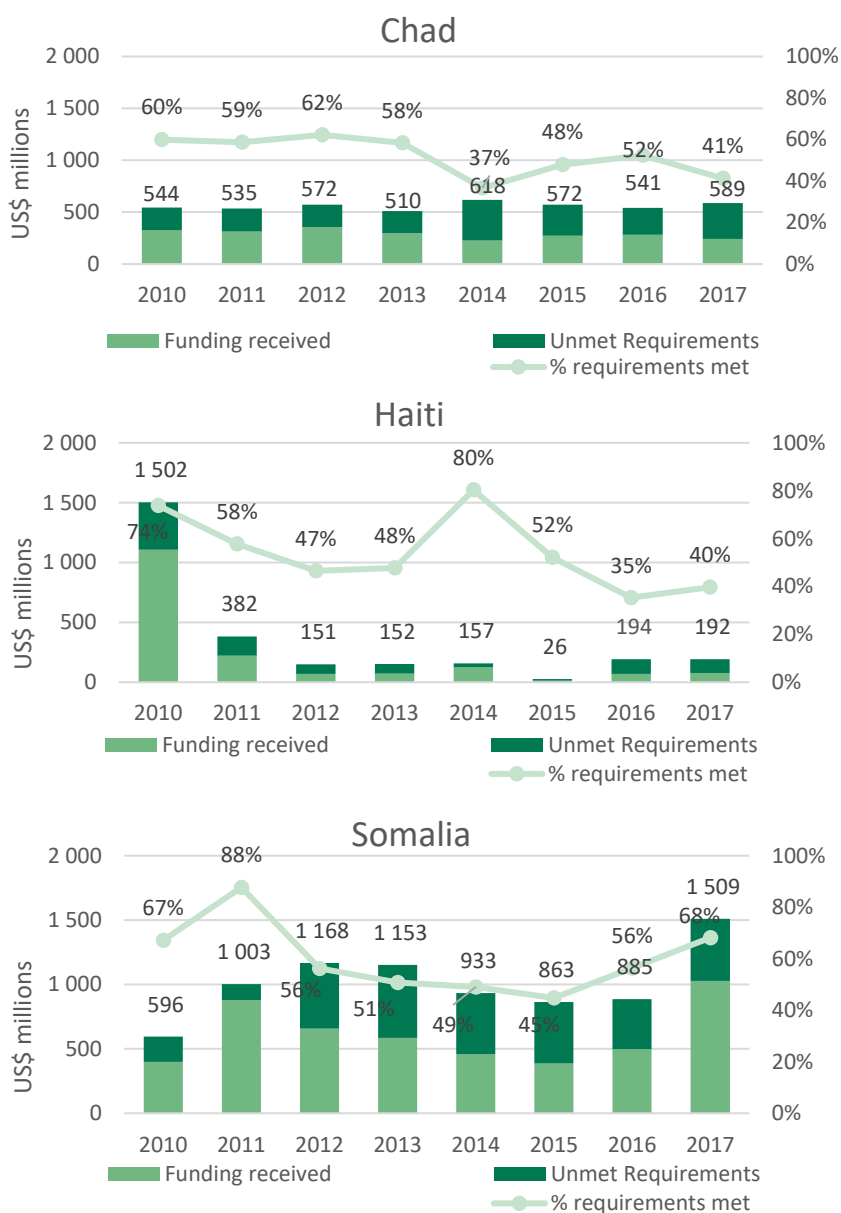 Chad
2 000 100%
60% 59% 62% 58% 37% 48% 52% 41%
1 500 80%
1 000 60%
544 535 572 510 618 572 541 589
500 40%
20%
0 0%
US$ millions
2010 2011 2012 2013 2014 2015 2016 2017
Funding received Unmet Requirements
% requirements met
Haiti
2 000 100%
1 502 80%
1 500 80%
74% 58% 47% 48% 52% 35% 40%
1 000 60%
382 151 152 157 26 194 192
500 40%
20%
0 0%
US$ millions
2010 2011 2012 2013 2014 2015 2016 2017
Funding received Unmet Requirements
% requirements met
Somalia
2 000 100%
88%
67% 1 509
1 500 80%
68%
1 003 1 168 1 153 933 863 56% 885
1 000 60%
596 56% 51% 49% 45%
500 40%
20%
0 0%
US$ millions
2010 2011 2012 2013 2014 2015 2016 2017
Funding received Unmet Requirements
% requirements met